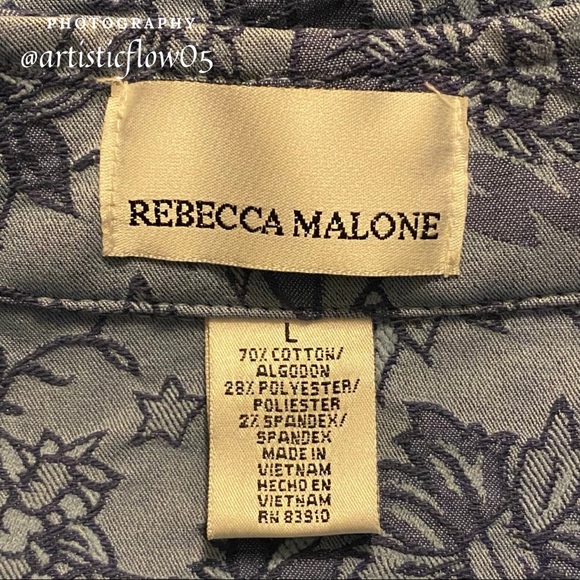 PHOTOGRAPHY
@artisticflow05
REBECCA MALONE
L
70% COTTON/
ALGODON
28% POLYESTER/
POLIESTER
2% SPANDEX/
SPANDEX
MADE IN
VIETNAM
HECHO EN
VIETNAM
RN 83910